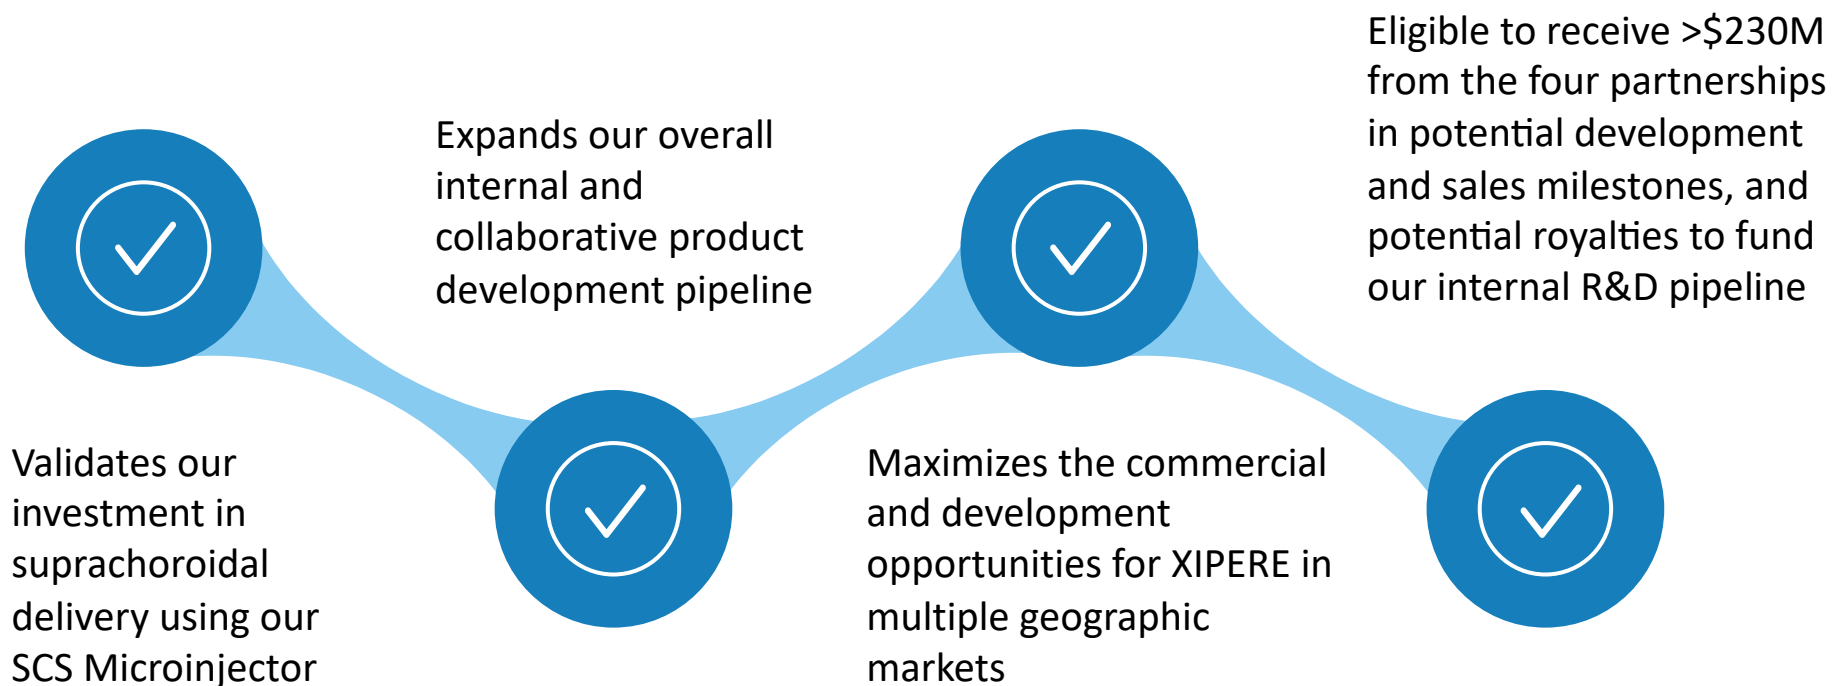 Validates our
investment in
suprachoroidal
delivery using our
SCS Microinjector
Expands our overall
internal and
collaborative product
development pipeline
Maximizes the commercial
and development
opportunities for XIPERE in
multiple geographic
markets
Eligible to receive >$230M
from the four partnerships
in potential development
and sales milestones, and
potential royalties to fund
our internal R&D pipeline